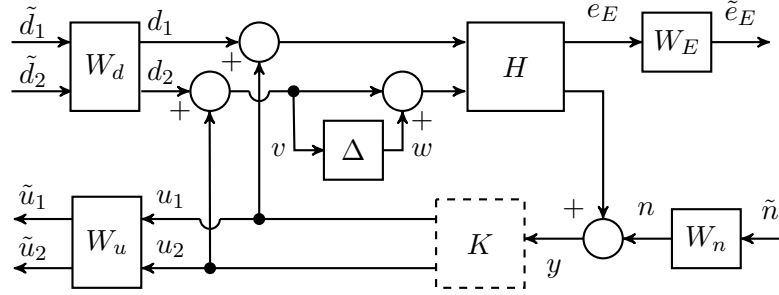 d̃₁ d₁ e_E ẽ_E
W_d + H W_E
d̃₂ d₂
+ +
v Δ w
ũ₁ u₁ + n ñ
W_u K W_n
ũ₂ u₂ y